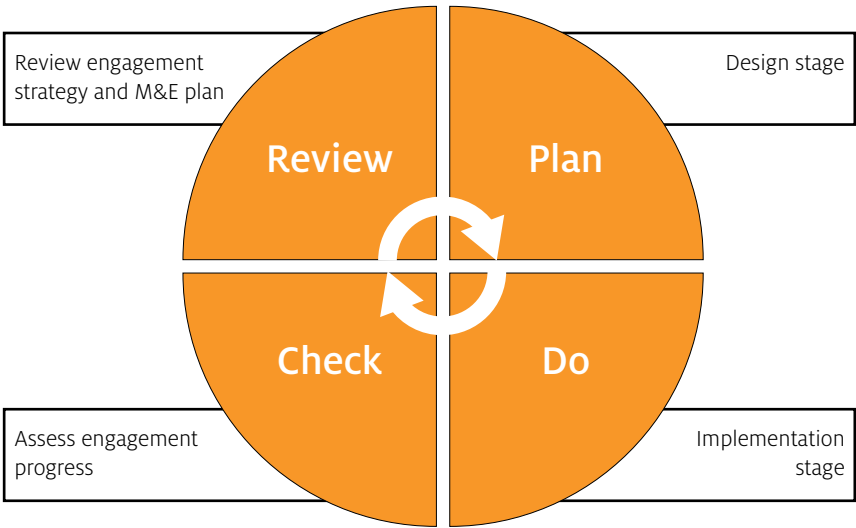 Review engagement
strategy and M&E plan
Design stage
Review
Plan
Check
Do
Assess engagement
progress
Implementation
stage